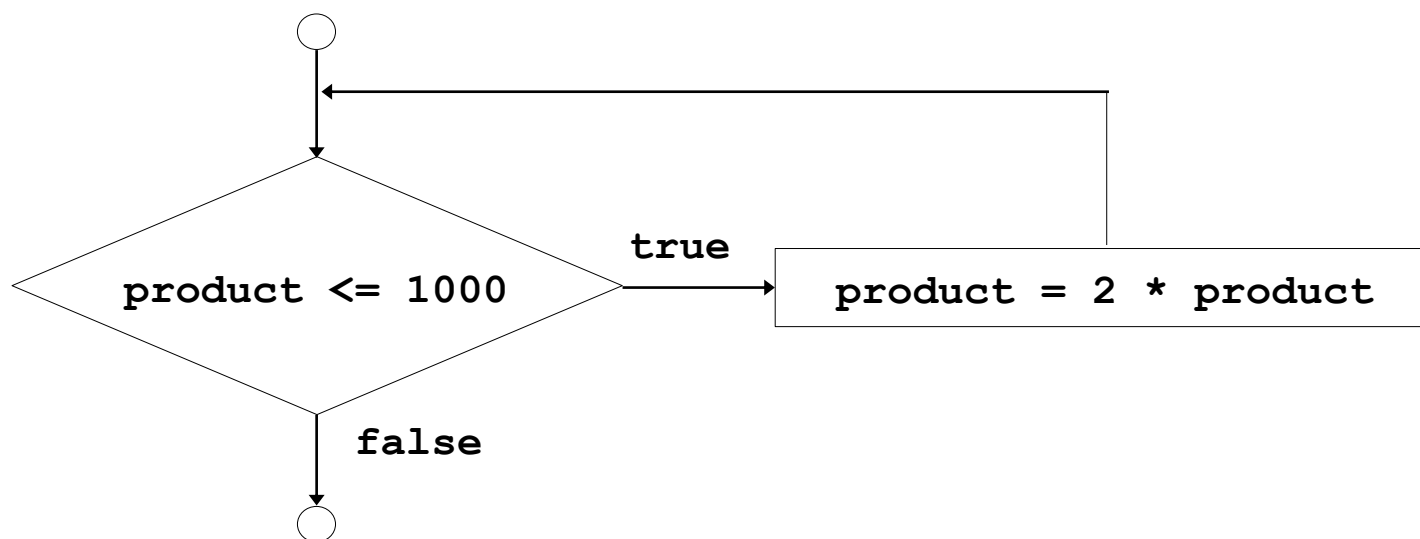 true
product <= 1000
product = 2 * product
false